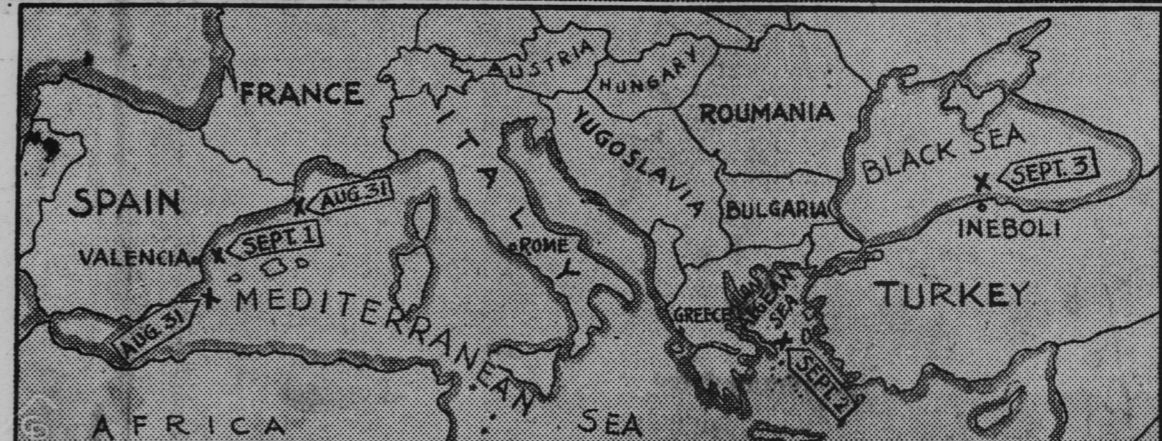 FRANCE
AUSTRIA
HUNGARY
ROUMANIA
ITALY
YUGOSLAVIA
BLACK SEA
SEPT. 3
SPAIN
AUG. 31
BULGARIA
INEBOLI
VALENCIA
SEPT. 1
ROME
MEDITERRANEAN
SEA
AEGEAN
SEA
TURKEY
GREECE
AUG. 31
SEPT. 2
AFRICA